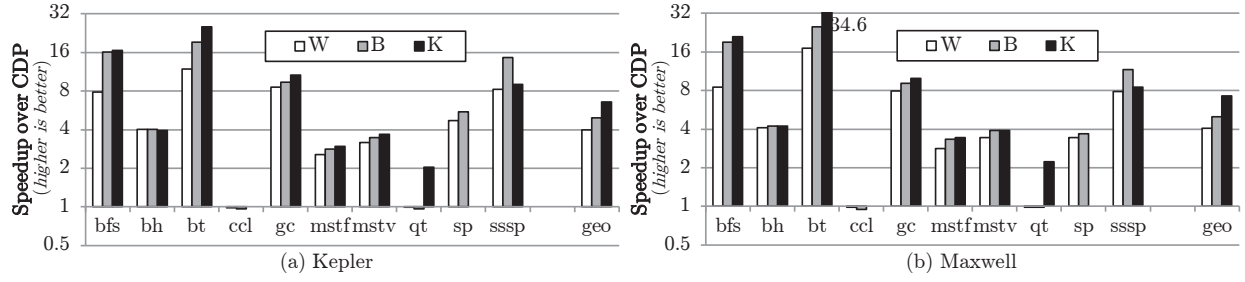 Speedup over CDP
(higher is better)
32
16
8
4
2
1
0.5
W B K
bfs bh bt ccl gc mstf mstv qt sp sssp geo
(a) Kepler
Speedup over CDP
(higher is better)
32
16
8
4
2
1
0.5
34.6
W B K
bfs bh bt ccl gc mstf mstv qt sp sssp geo
(b) Maxwell